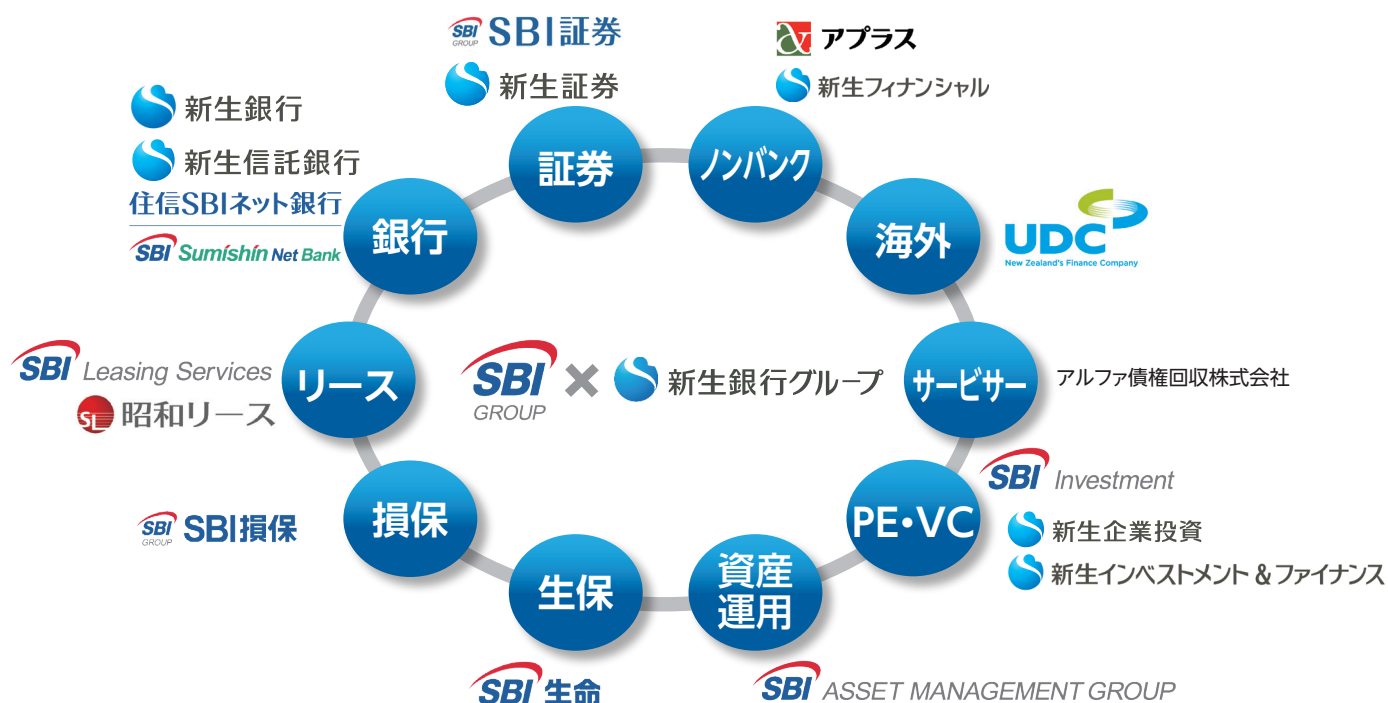 SBI GROUP SBI証券
新生証券
アプラス
新生フィナンシャル
新生銀行
新生信託銀行
住信SBIネット銀行
SBI Sumishin Net Bank
証券
ノンバンク
銀行
海外
UDC
New Zealand's Finance Company
SBI Leasing Services
SL 昭和リース
リース
SBI
GROUP
×
新生銀行グループ
サービサー
アルファ債権回収株式会社
SBI GROUP SBI損保
損保
PE・VC
SBI Investment
新生企業投資
新生インベストメント&ファイナンス
生保
資産
運用
SBI生命
SBI ASSET MANAGEMENT GROUP